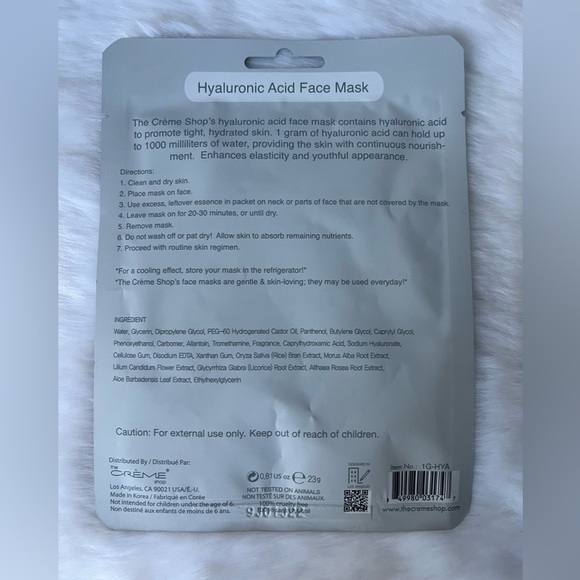 Hyaluronic Acid Face Mask
The Crème Shop's hyaluronic acid face mask contains hyaluronic acid
to promote tight, hydrated skin. 1 gram of hyaluronic acid can hold up
to 1000 milliliters of water, providing the skin with continuous nourish-
ment. Enhances elasticity and youthful appearance.
Directions:
1. Clean and dry skin.
2. Place mask on face.
3. Use excess, leftover essence in packet on neck or parts of face that are not covered by the mask.
4. Leave mask on for 20-30 minutes, or until dry.
5. Remove mask.
6. Do not wash off or pat dry! Allow skin to absorb remaining nutrients.
7. Proceed with routine skin regimen.
*For a cooling effect, store your mask in the refrigerator!*
*The Crème Shop's face masks are gentle & skin-loving; they may be used everyday!*
INGREDIENT
Water, Glycerin, Dipropylene Glycol, PEG-60 Hydrogenated Castor Oil, Panthenol, Butylene Glycol, Caprylyl Glycol,
Phenoxyethanol, Carbomer, Allantoin, Tromethamine, Fragrance, Caprylhydroxamic Acid, Sodium Hyaluronate,
Cellulose Gum, Disodium EDTA, Xanthan Gum, Oryza Sativa (Rice) Bran Extract, Morus Alba Root Extract,
Lilium Candidum Flower Extract, Glycyrrhiza Glabra (Licorice) Root Extract, Althaea Rosea Root Extract,
Aloe Barbadensis Leaf Extract, Ethylhexylglycerin
Caution: For external use only. Keep out of reach of children.
Distributed By / Distribué Par:
THE
CRÈME
SHOP
Los Angeles, CA 90021 USA/É.-U.
Made in Korea / Fabriqué en Corée
Not intended for children under the age of 6.
Non destiné aux enfants de moins de 6 ans.
0.81 US oz ℮ 23g
NOT TESTED ON ANIMALS
NON TESTÉ SUR DES ANIMAUX.
100% cruelty free
Item No.: 1G-HYA
49980 03174
www.thecremeshop.com